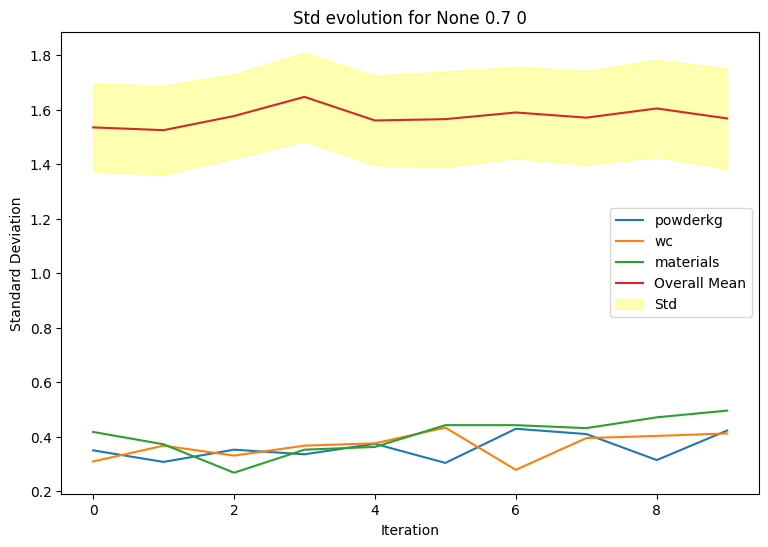 Std evolution for None 0.7 0
1.8
1.6
1.4
1.2
1.0
0.8
0.6
0.4
0.2
Standard Deviation
powderkg
wc
materials
Overall Mean
Std
0 2 4 6 8
Iteration